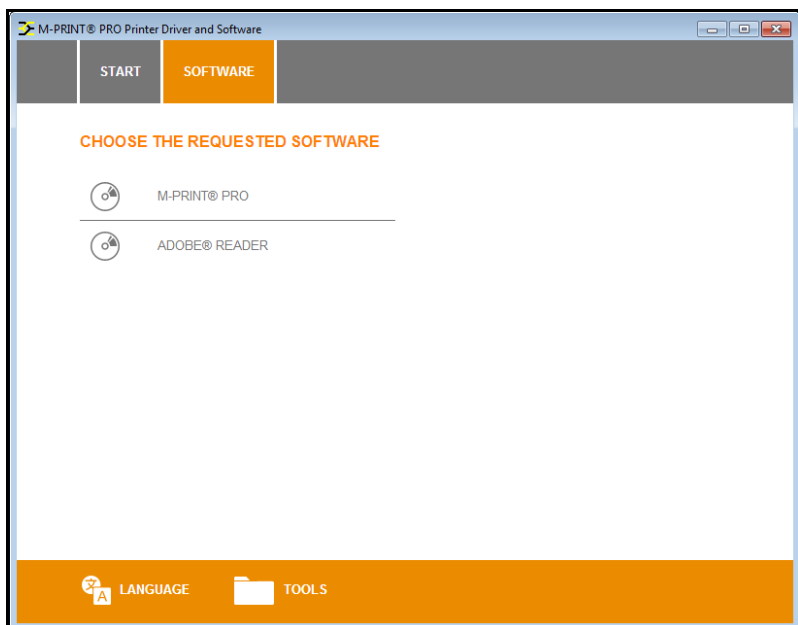 M-PRINT® PRO Printer Driver and Software
START SOFTWARE
CHOOSE THE REQUESTED SOFTWARE
M-PRINT® PRO
ADOBE® READER
LANGUAGE TOOLS